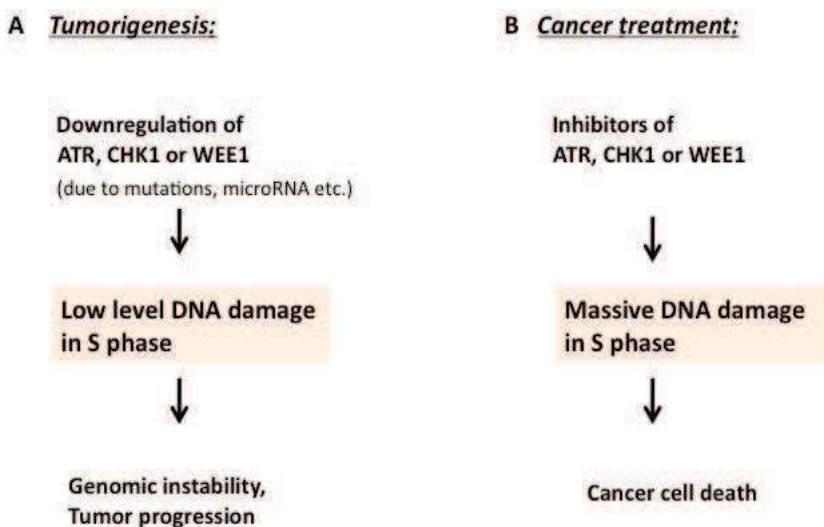 A Tumorigenesis:
Downregulation of
ATR, CHK1 or WEE1
(due to mutations, microRNA etc.)
Low level DNA damage
in S phase
Genomic instability,
Tumor progression
B Cancer treatment:
Inhibitors of
ATR, CHK1 or WEE1
Massive DNA damage
in S phase
Cancer cell death